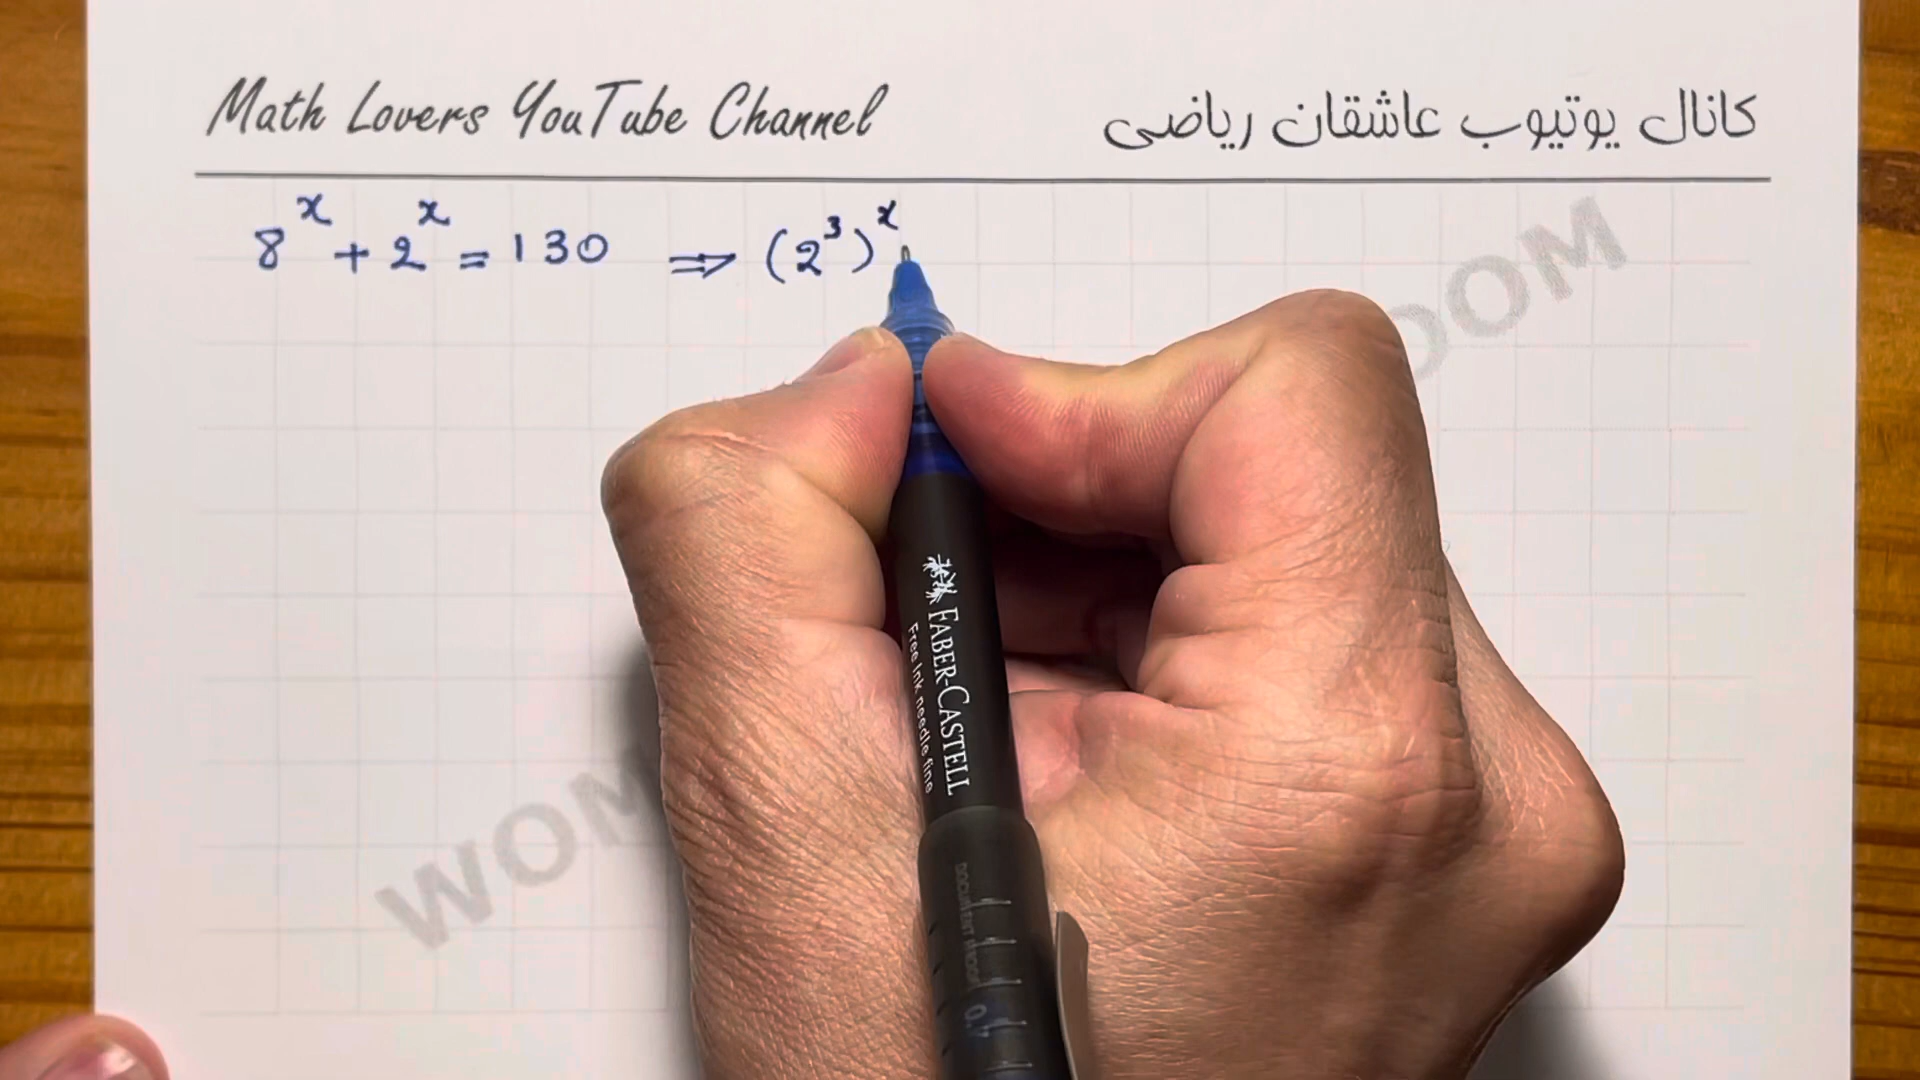 Math Lovers YouTube Channel
کانال یوتیوب عاشقان ریاضی
8^x + 2^x = 130 ⇒ (2^3)^x
FABER-CASTELL
Free Ink needle fine